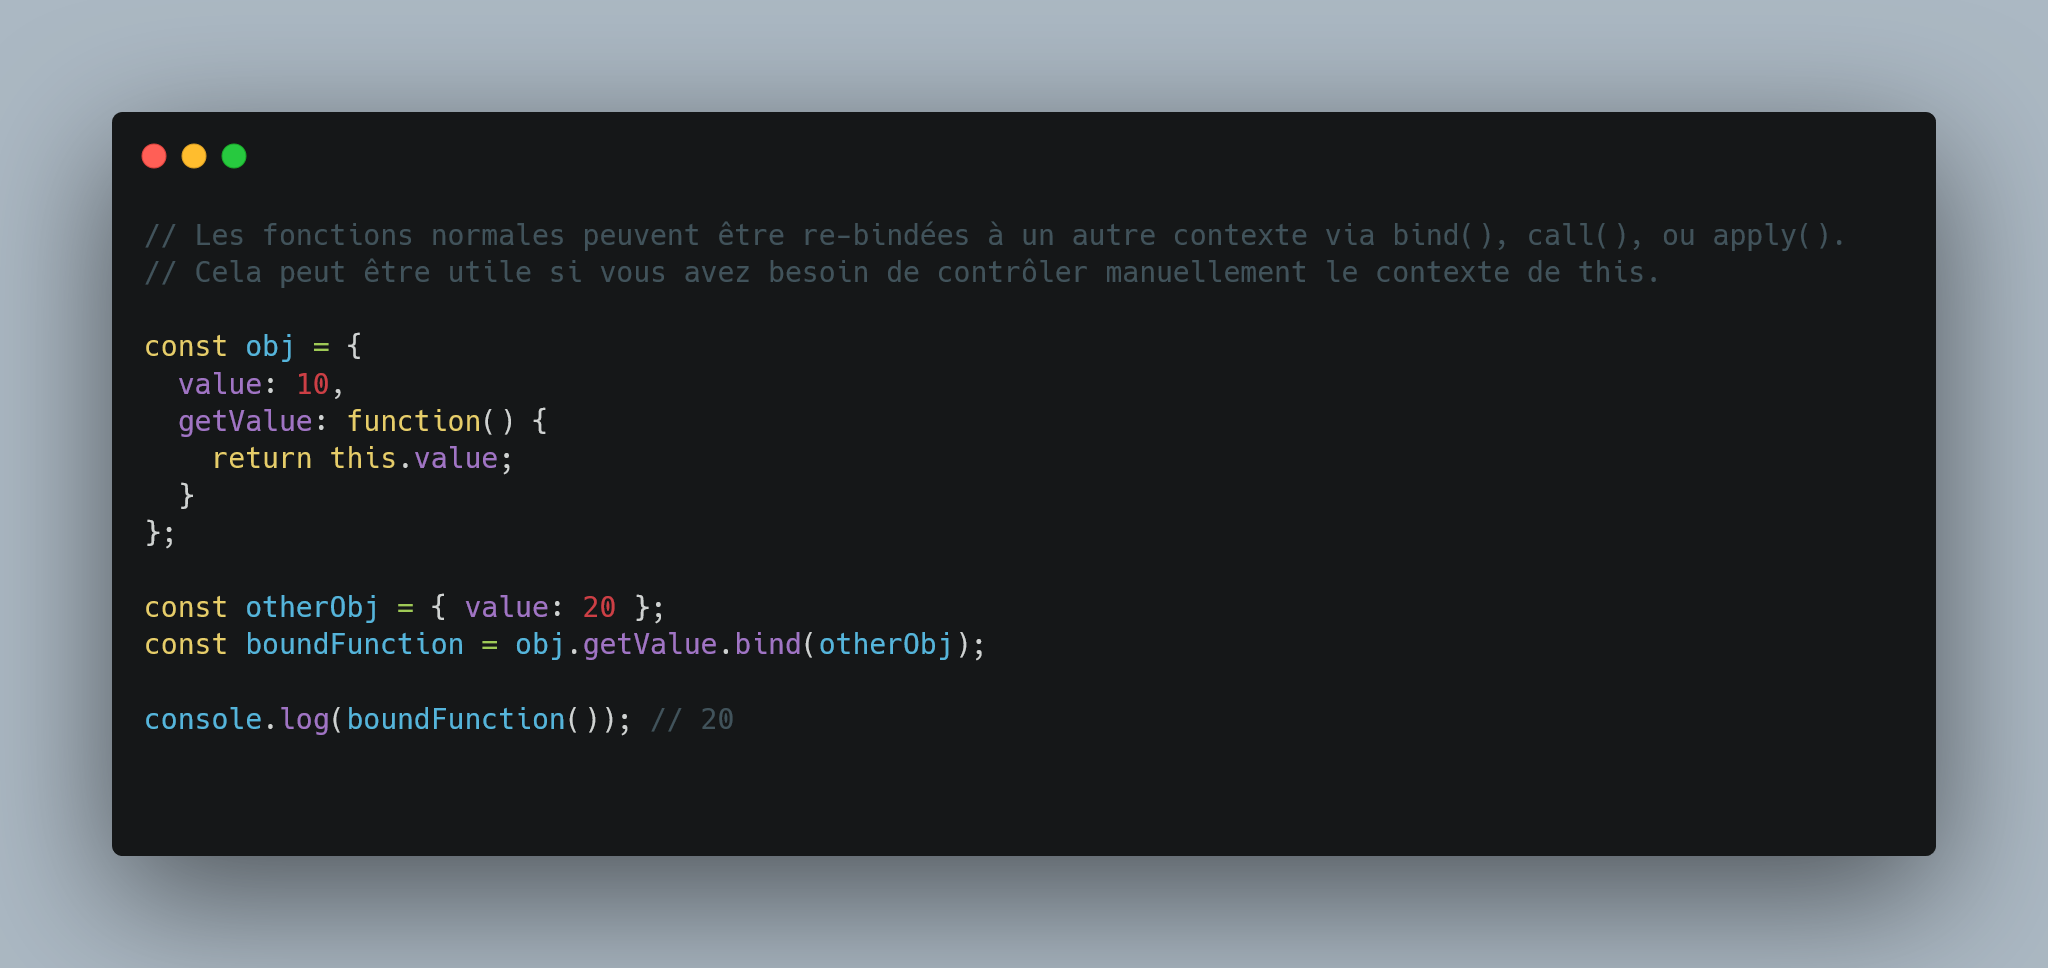 // Les fonctions normales peuvent être re-bindées à un autre contexte via bind(), call(), ou apply().
// Cela peut être utile si vous avez besoin de contrôler manuellement le contexte de this.

const obj = {
  value: 10,
  getValue: function() {
    return this.value;
  }
};

const otherObj = { value: 20 };
const boundFunction = obj.getValue.bind(otherObj);

console.log(boundFunction()); // 20